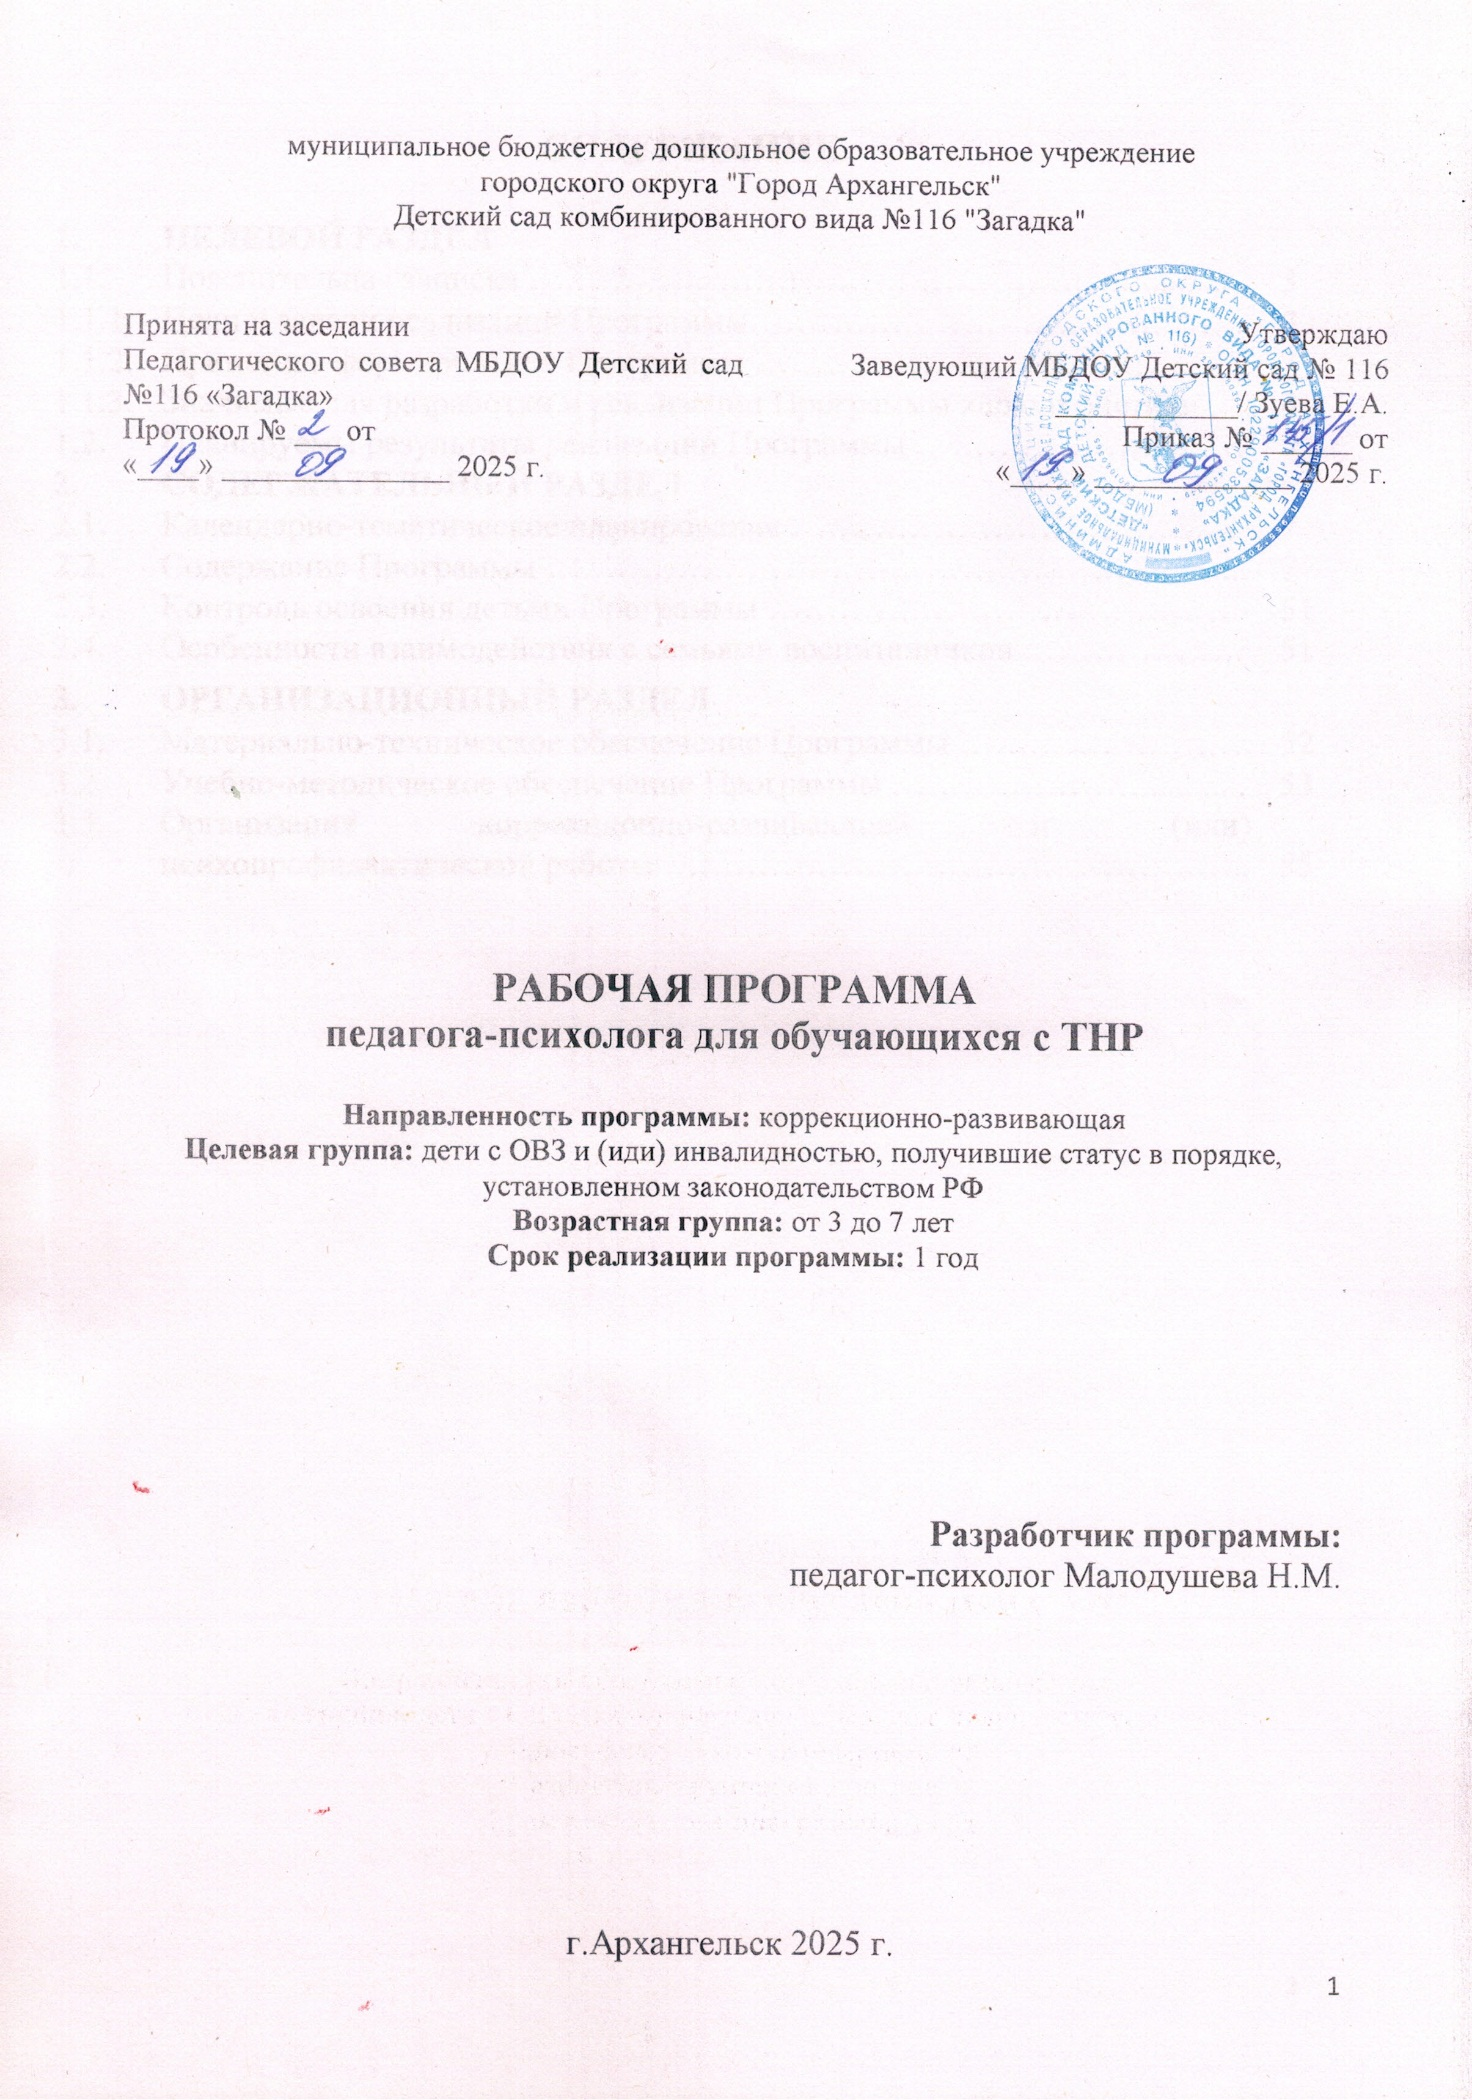 муниципальное бюджетное дошкольное образовательное учреждение
городского округа "Город Архангельск"
Детский сад комбинированного вида №116 "Загадка"
Принята на заседании
Педагогического совета МБДОУ Детский сад
№116 «Загадка»
Протокол № 2 от
«19» 09 2025 г.
Утверждаю
Заведующий МБДОУ Детский сад № 116
/ Зуева Е.А.
Приказ № от
«19» 09 2025 г.
РАБОЧАЯ ПРОГРАММА
педагога-психолога для обучающихся с ТНР
Направленность программы: коррекционно-развивающая
Целевая группа: дети с ОВЗ и (иди) инвалидностью, получившие статус в порядке,
установленном законодательством РФ
Возрастная группа: от 3 до 7 лет
Срок реализации программы: 1 год
Разработчик программы:
педагог-психолог Малодушева Н.М.
г.Архангельск 2025 г.
1